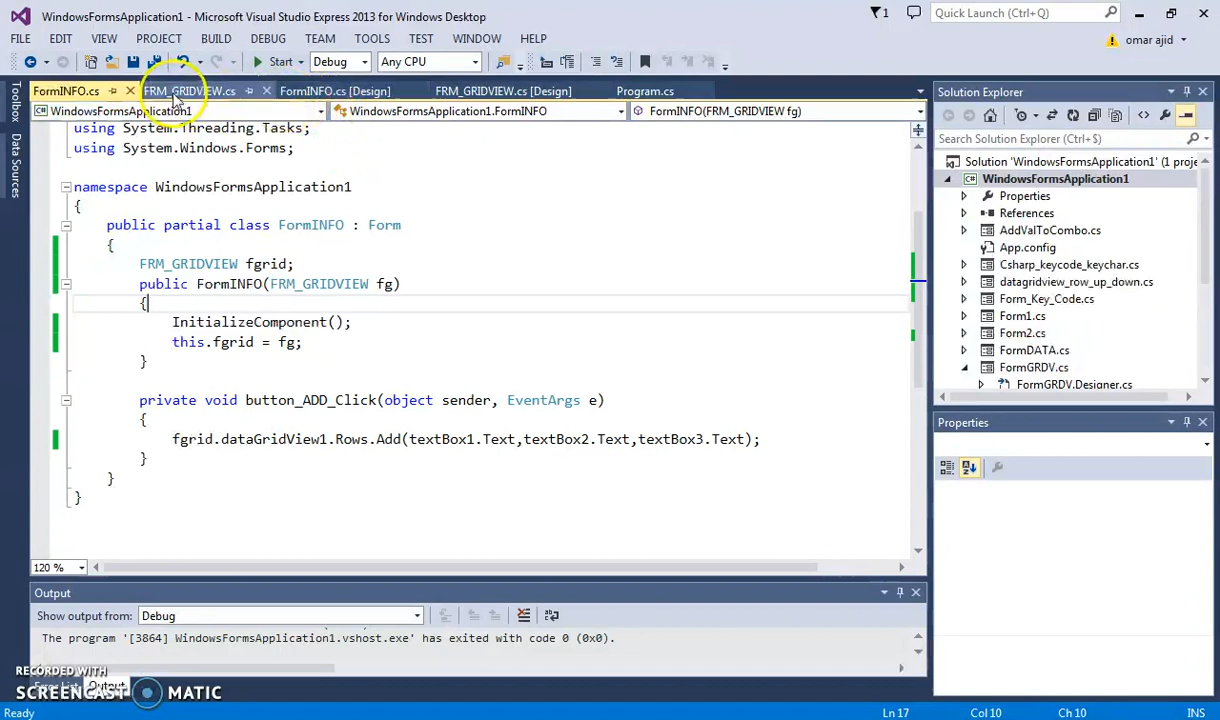 WindowsFormsApplication1 - Microsoft Visual Studio Express 2013 for Windows Desktop
1
Quick Launch (Ctrl+Q)
FILE EDIT VIEW PROJECT BUILD DEBUG TEAM TOOLS TEST WINDOW HELP
omar ajid
Start Debug Any CPU
FormINFO.cs FRM_GRIDVIEW.cs FormINFO.cs [Design] FRM_GRIDVIEW.cs [Design] Program.cs
WindowsFormsApplication1 WindowsFormsApplication1.FormINFO FormINFO(FRM_GRIDVIEW fg)
Toolbox
Data Sources
using System.Threading.Tasks;
using System.Windows.Forms;
namespace WindowsFormsApplication1
{
public partial class FormINFO : Form
{
FRM_GRIDVIEW fgrid;
public FormINFO(FRM_GRIDVIEW fg)
{
InitializeComponent();
this.fgrid = fg;
}
private void button_ADD_Click(object sender, EventArgs e)
{
fgrid.dataGridView1.Rows.Add(textBox1.Text,textBox2.Text,textBox3.Text);
}
}
}
120 %
Output
Show output from: Debug
The program '[3864] WindowsFormsApplication1.vshost.exe' has exited with code 0 (0x0).
Error List Output
RECORDED WITH
SCREENCAST MATIC
Ready
Ln 17 Col 10 Ch 10 INS
Solution Explorer
Search Solution Explorer (Ctrl+$)
Solution 'WindowsFormsApplication1' (1 proje
WindowsFormsApplication1
Properties
References
AddValToCombo.cs
App.config
Csharp_keycode_keychar.cs
datagridview_row_up_down.cs
Form_Key_Code.cs
Form1.cs
Form2.cs
FormDATA.cs
FormGRDV.cs
FormGRDV.Designer.cs
Properties